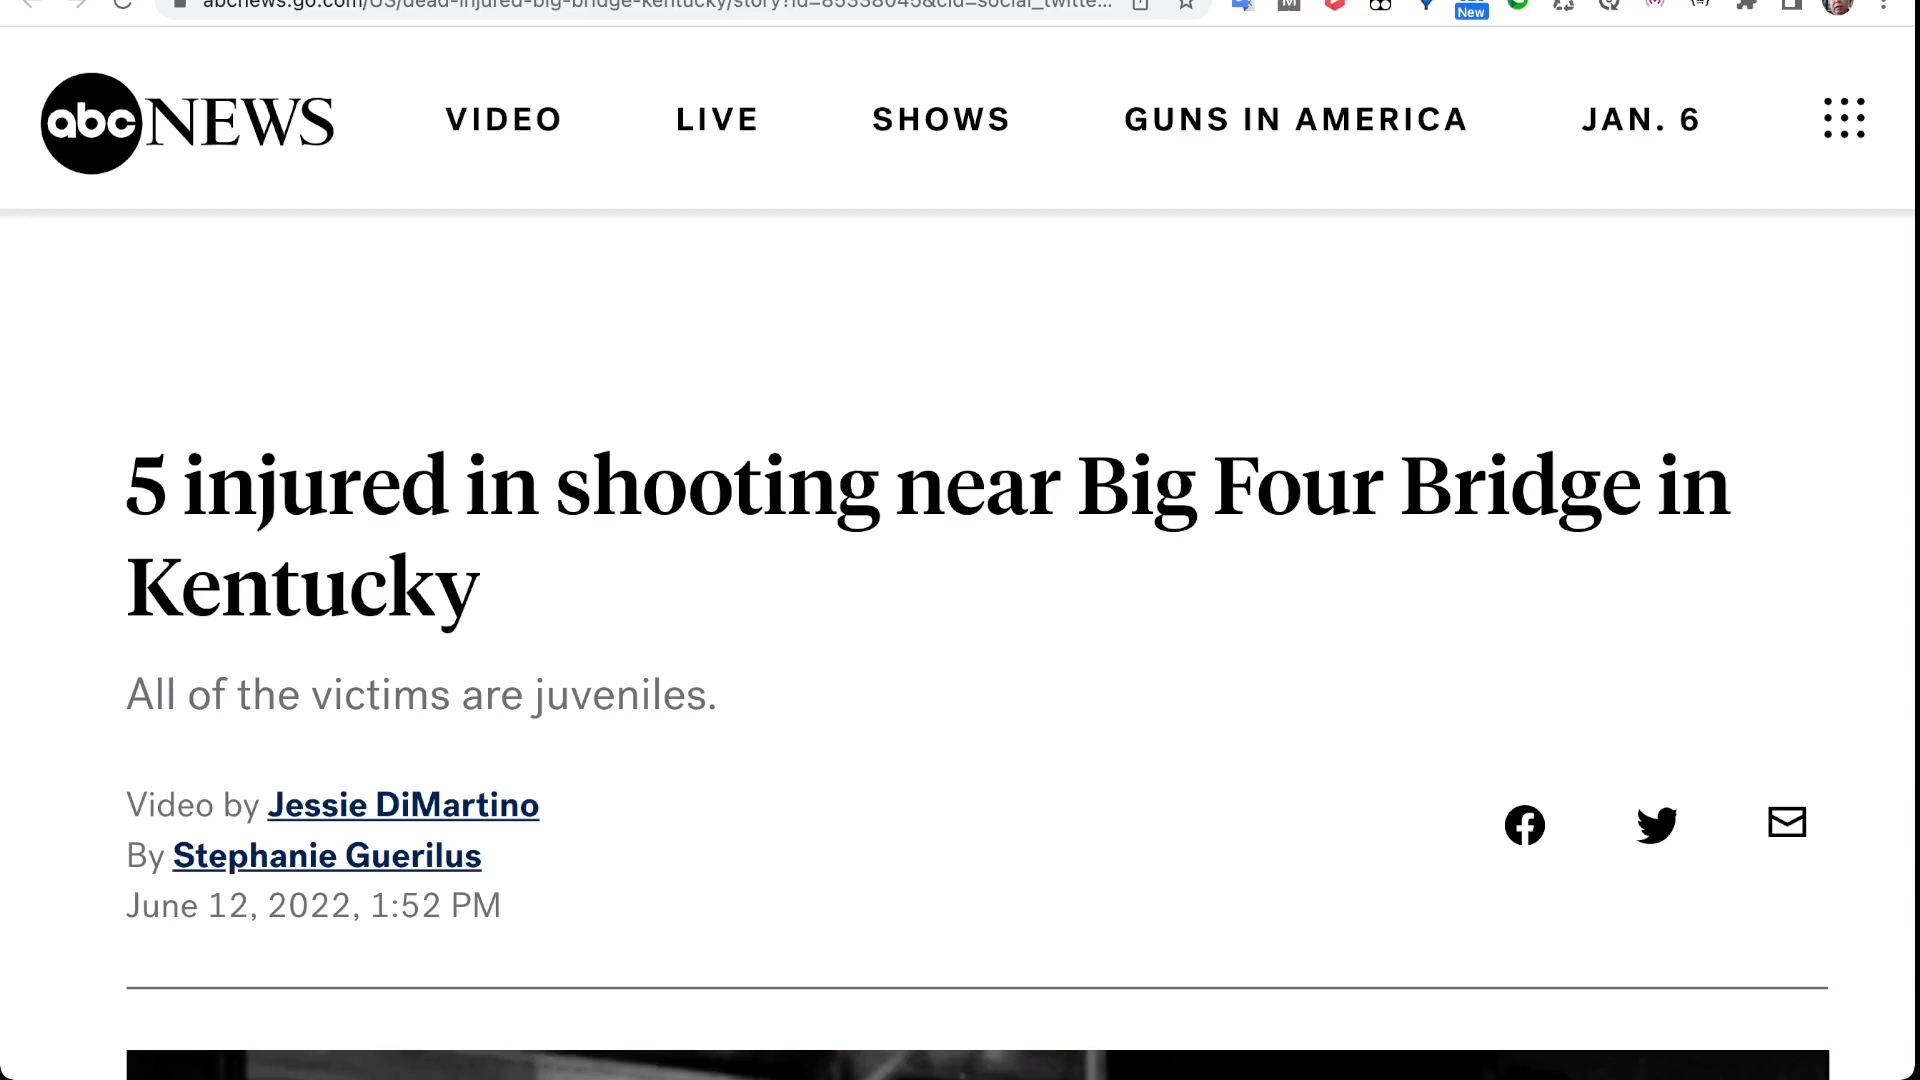 abcnews.go.com/US/dead-injured-big-bridge-kentucky/story?id=85338045&cid=social_twitte...
New
abc NEWS VIDEO LIVE SHOWS GUNS IN AMERICA JAN. 6
5 injured in shooting near Big Four Bridge in
Kentucky
All of the victims are juveniles.
Video by Jessie DiMartino
By Stephanie Guerilus
June 12, 2022, 1:52 PM